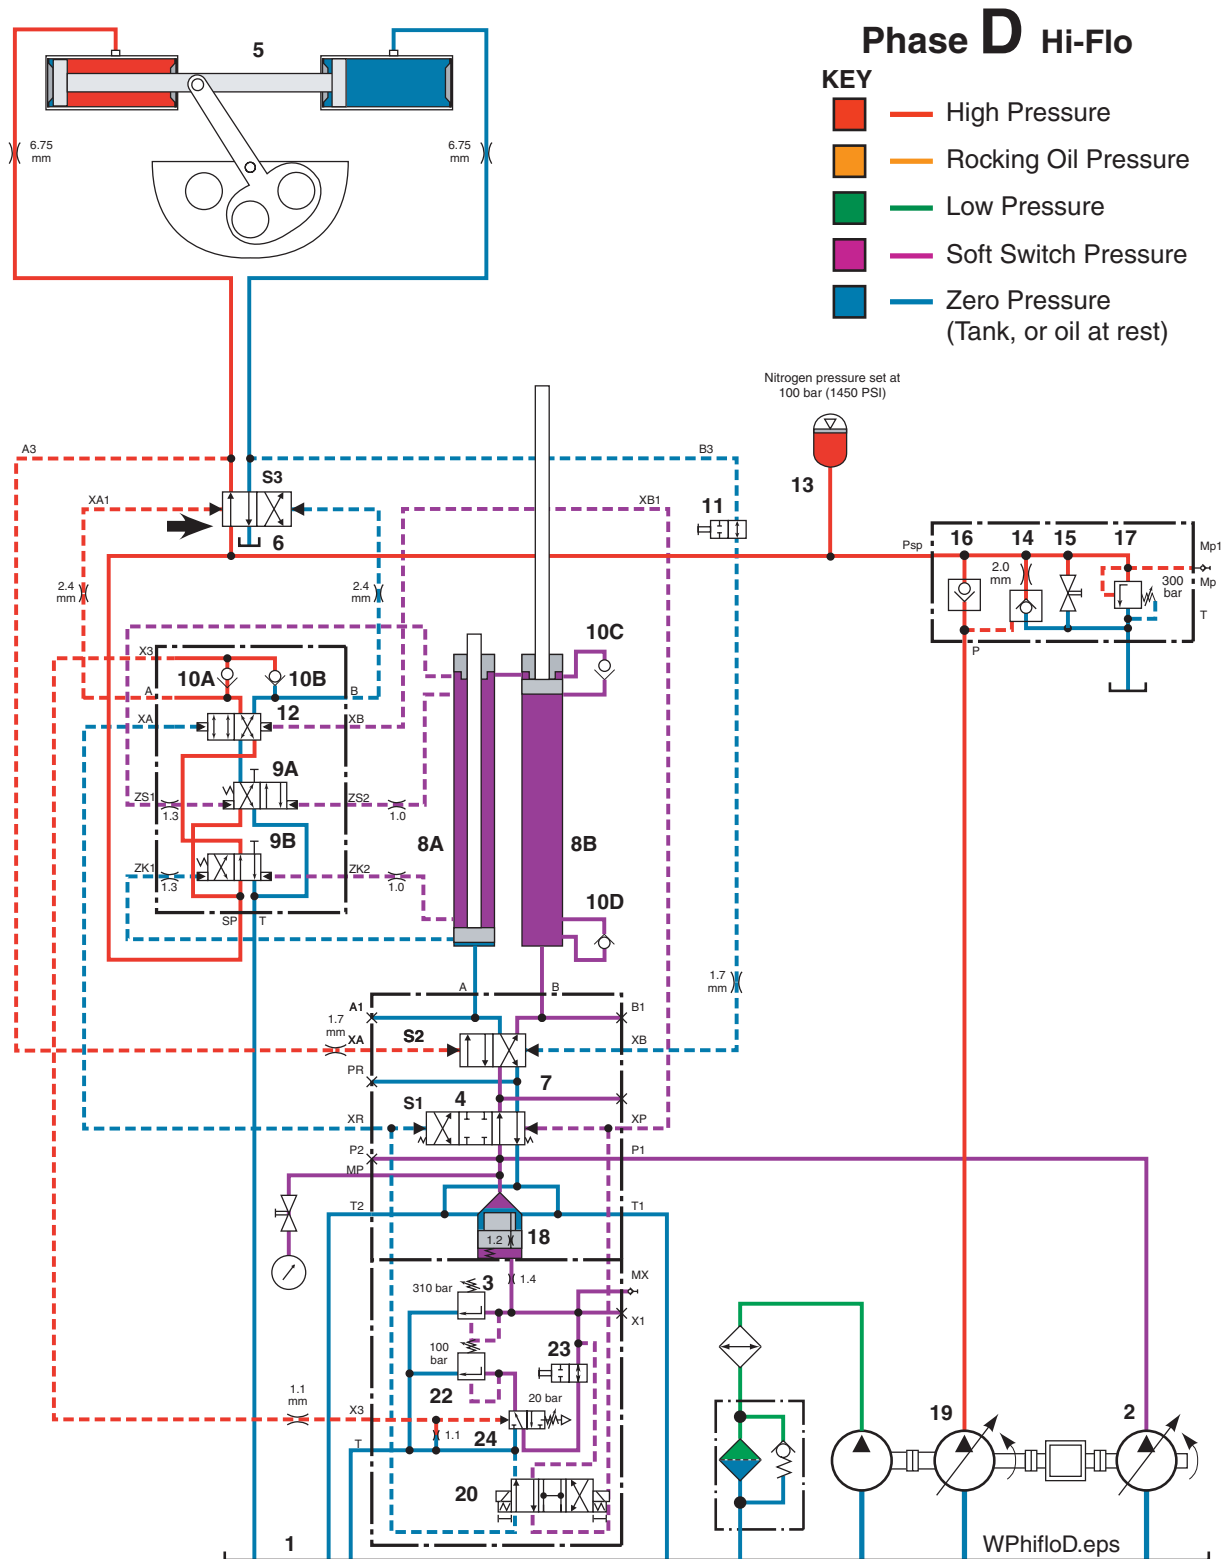 Phase D Hi-Flo
KEY
High Pressure
Rocking Oil Pressure
Low Pressure
Soft Switch Pressure
Zero Pressure
(Tank, or oil at rest)
5
6.75
mm
6.75
mm
Nitrogen pressure set at
100 bar (1450 PSI)
13
A3
B3
S3
XA1
XB1
11
6
Psp
16
14
15
17
Mp1
2.0
mm
300
bar
Mp
T
P
2.4
mm
2.4
mm
X3
10A
10B
10C
A
B
12
XA
XB
9A
ZS1
1.3
ZS2
1.0
9B
8A
8B
ZK1
1.3
ZK2
1.0
10D
SP
T
1.7
mm
A
B
A1
B1
1.7
mm
XA
S2
XB
PR
7
4
S1
XR
XP
P2
P1
MP
T2
T1
18
1.2
1.4
MX
310 bar
3
X1
100
bar
23
22
20 bar
1.1
mm
X3
1.1
24
T
19
2
20
1
WPhifloD.eps